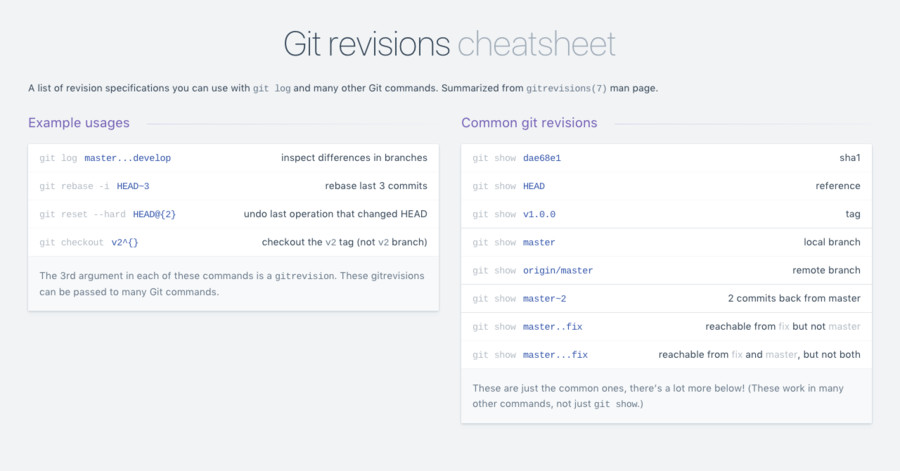 Git revisions cheatsheet
A list of revision specifications you can use with git log and many other Git commands. Summarized from gitrevisions(7) man page.
Example usages
git log master...develop inspect differences in branches
git rebase -i HEAD~3 rebase last 3 commits
git reset --hard HEAD@{2} undo last operation that changed HEAD
git checkout v2^{} checkout the v2 tag (not v2 branch)
The 3rd argument in each of these commands is a gitrevision. These gitrevisions
can be passed to many Git commands.
Common git revisions
git show dae68e1 sha1
git show HEAD reference
git show v1.0.0 tag
git show master local branch
git show origin/master remote branch
git show master~2 2 commits back from master
git show master..fix reachable from fix but not master
git show master...fix reachable from fix and master, but not both
These are just the common ones, there's a lot more below! (These work in many
other commands, not just git show.)